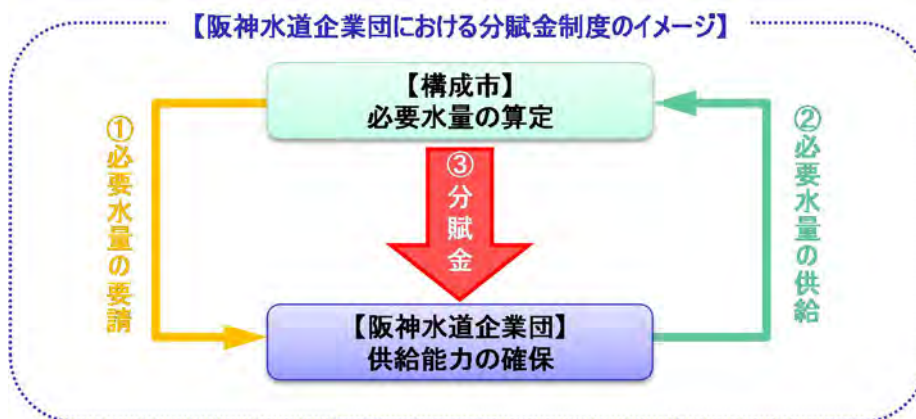 【阪神水道企業団における分賦金制度のイメージ】
【構成市】
必要水量の算定
①必要水量の要請
③分賦金
②必要水量の供給
【阪神水道企業団】
供給能力の確保